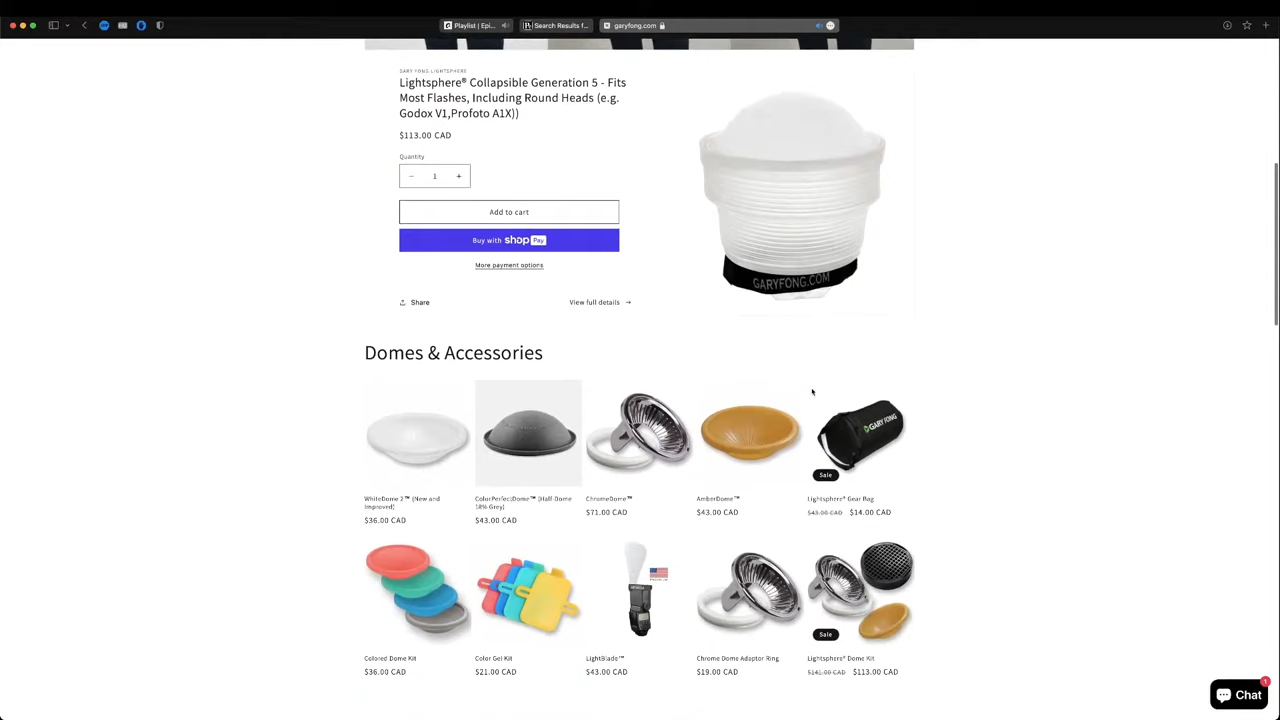 Playlist | Epi...
Search Results f...
garyfong.com
GARY FONG LIGHTSPHERE
Lightsphere® Collapsible Generation 5 - Fits
Most Flashes, Including Round Heads (e.g.
Godox V1,Profoto A1X))
$113.00 CAD
Quantity
− 1 +
Add to cart
Buy with shop Pay
More payment options
Share
View full details →
GARYFONG.COM
Domes & Accessories
GARY FONG
Sale
WhiteDome 2™ (New and
Improved)
$36.00 CAD
ColorPerfectDome™ (Half-Dome
18% Grey)
$43.00 CAD
ChromeDome™
$71.00 CAD
AmberDome™
$43.00 CAD
Lightsphere® Gear Bag
$43.00 CAD $14.00 CAD
Sale
Colored Dome Kit
$36.00 CAD
Color Gel Kit
$21.00 CAD
LightBlade™
$43.00 CAD
Chrome Dome Adaptor Ring
$19.00 CAD
Lightsphere® Dome Kit
$141.00 CAD $113.00 CAD
Chat
1